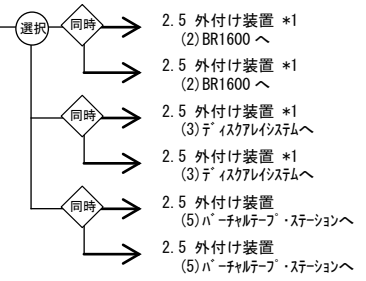 選択
同時
2.5 外付け装置 *1
(2)BR1600 へ
2.5 外付け装置 *1
(2)BR1600 へ
同時
2.5 外付け装置 *1
(3)ﾃﾞｨｽｸｱﾚｲｼｽﾃﾑへ
2.5 外付け装置 *1
(3)ﾃﾞｨｽｸｱﾚｲｼｽﾃﾑへ
同時
2.5 外付け装置
(5)ﾊﾞｰﾁｬﾙﾃｰﾌﾟ･ｽﾃｰｼｮﾝへ
2.5 外付け装置
(5)ﾊﾞｰﾁｬﾙﾃｰﾌﾟ･ｽﾃｰｼｮﾝへ